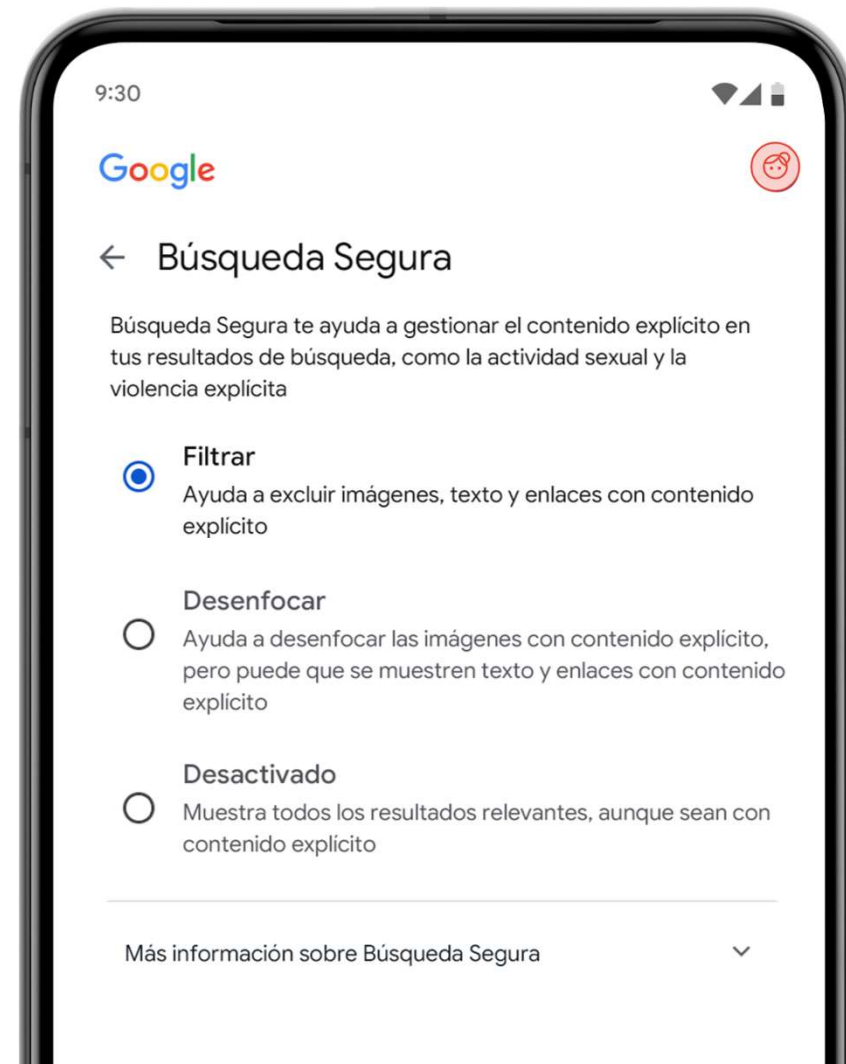 9:30
Google
Búsqueda Segura
Búsqueda Segura te ayuda a gestionar el contenido explícito en
tus resultados de búsqueda, como la actividad sexual y la
violencia explícita
Filtrar
Ayuda a excluir imágenes, texto y enlaces con contenido
explícito
Desenfocar
Ayuda a desenfocar las imágenes con contenido explícito,
pero puede que se muestren texto y enlaces con contenido
explícito
Desactivado
Muestra todos los resultados relevantes, aunque sean con
contenido explícito
Más información sobre Búsqueda Segura